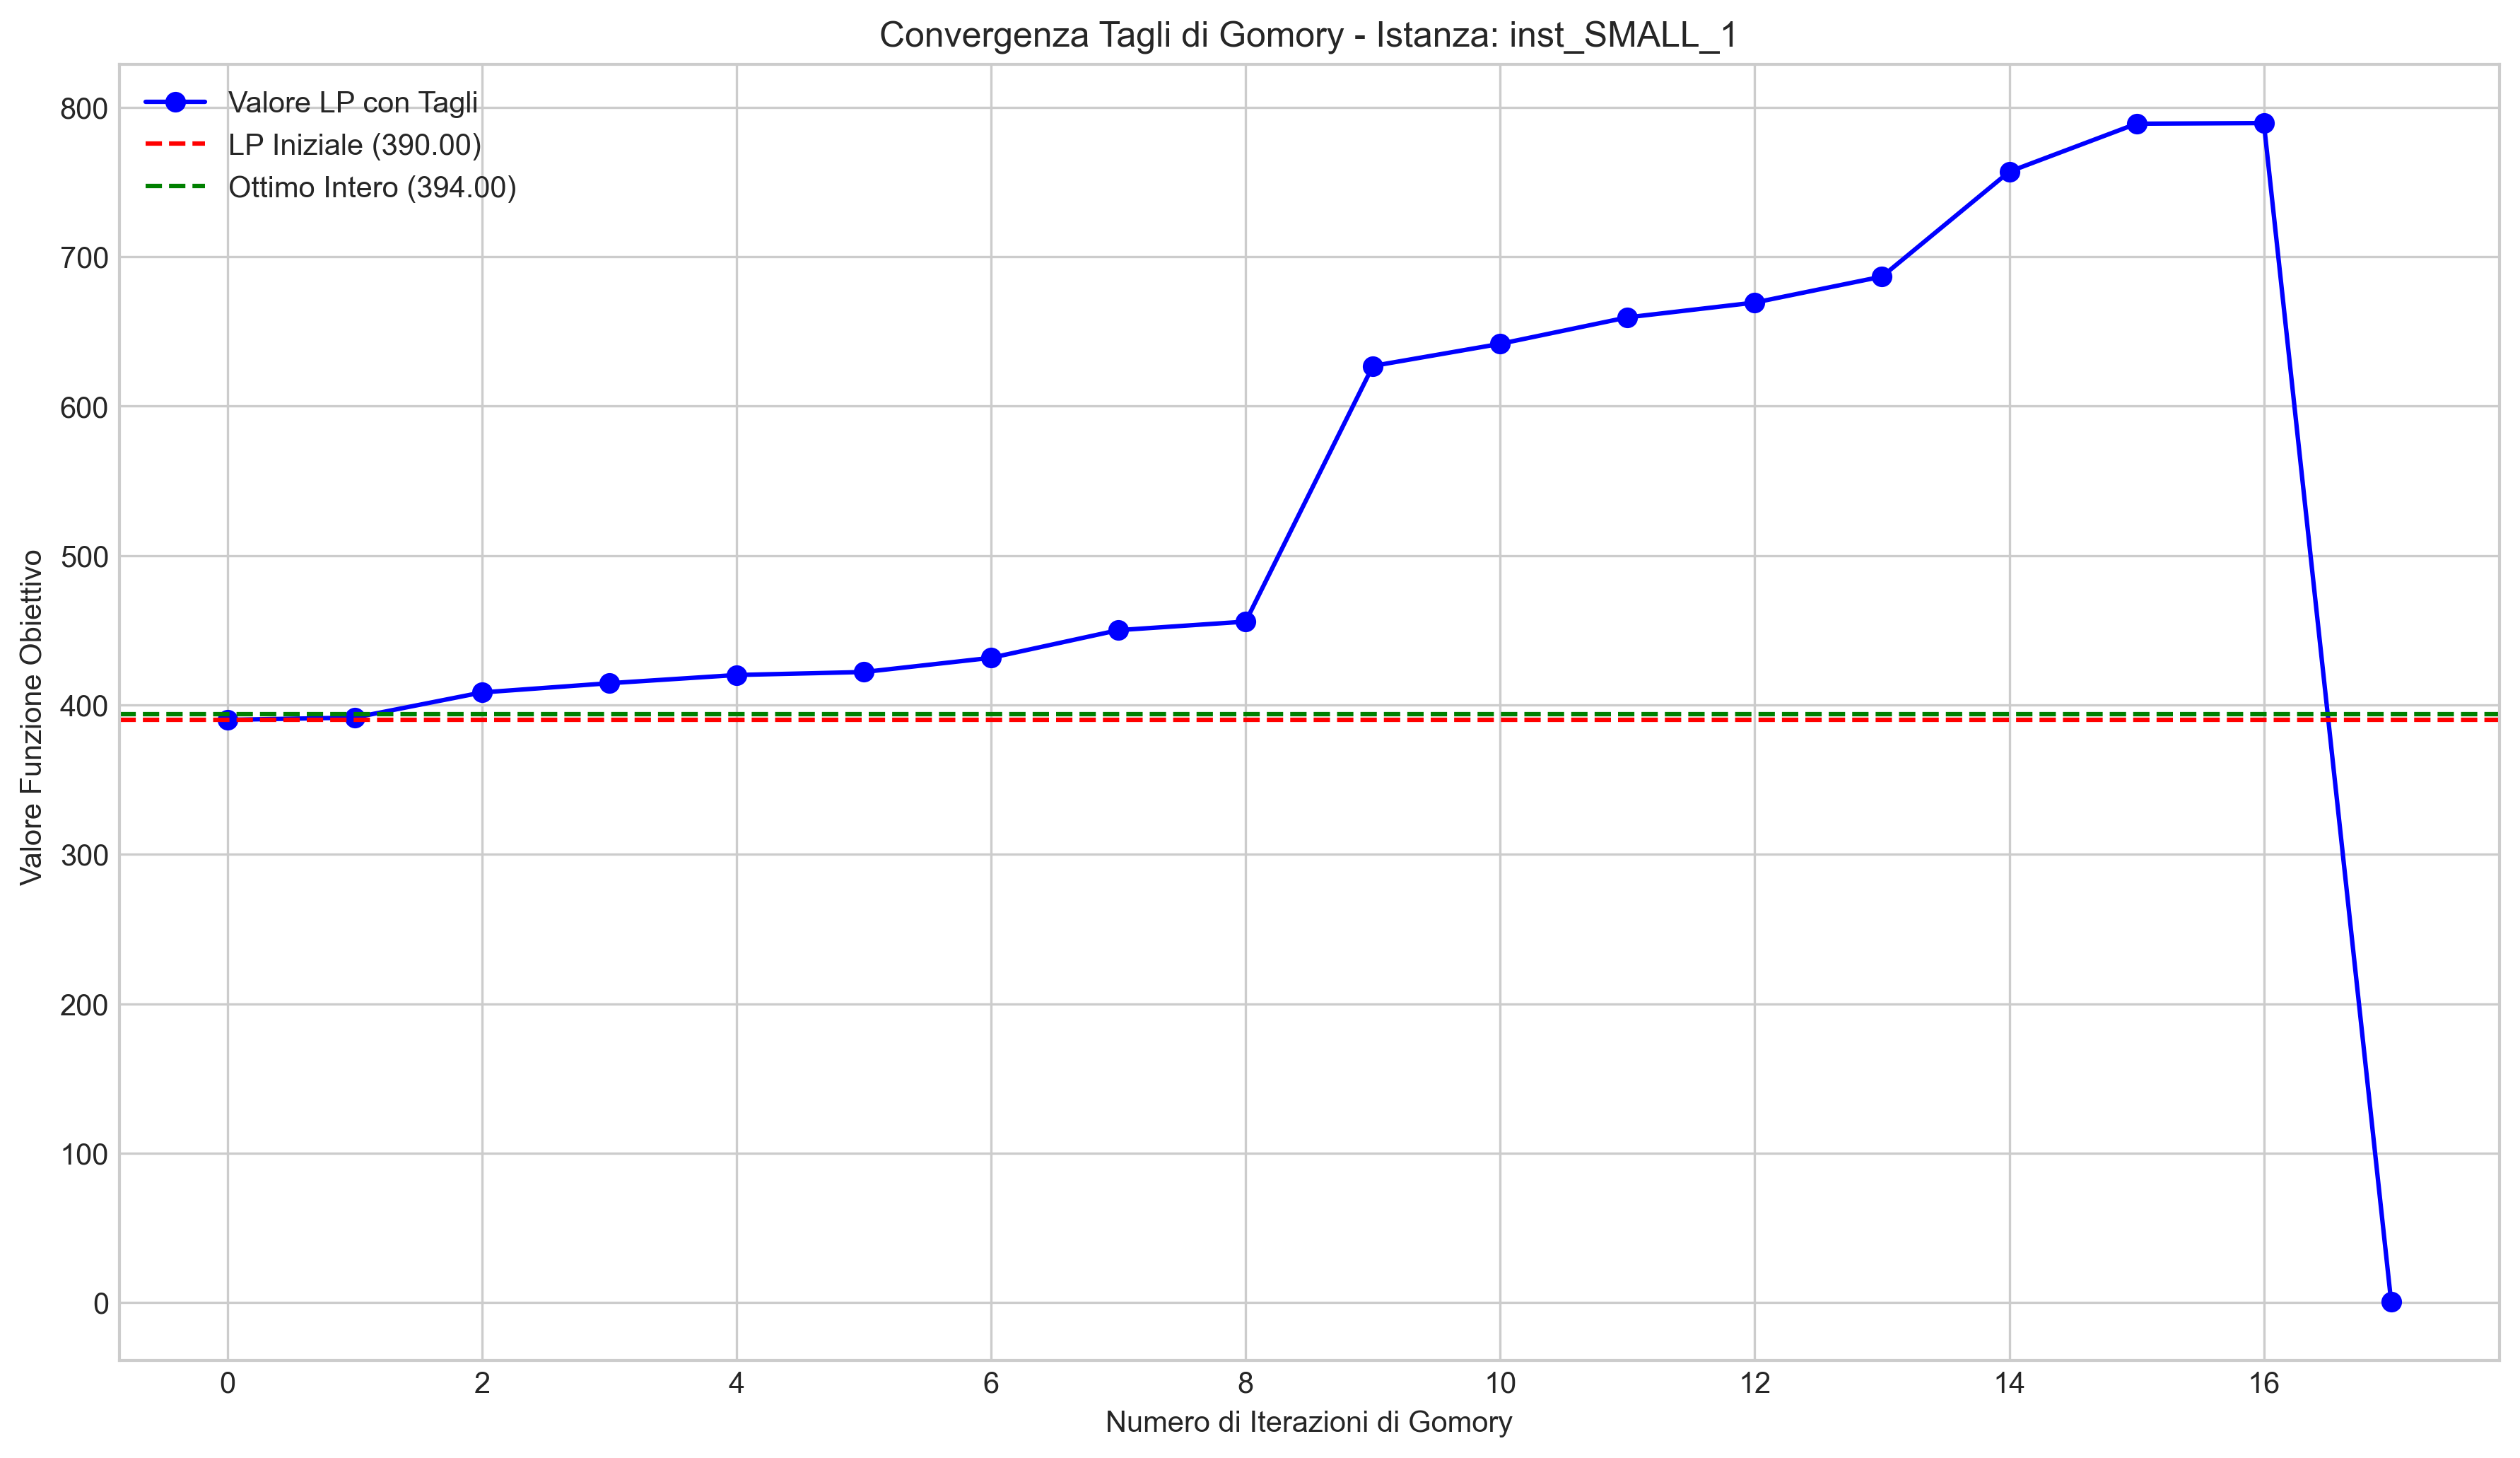 Convergenza Tagli di Gomory - Istanza: inst_SMALL_1
Valore LP con Tagli
LP Iniziale (390.00)
Ottimo Intero (394.00)
Valore Funzione Obiettivo
800
700
600
500
400
300
200
100
0
0 2 4 6 8 10 12 14 16
Numero di Iterazioni di Gomory